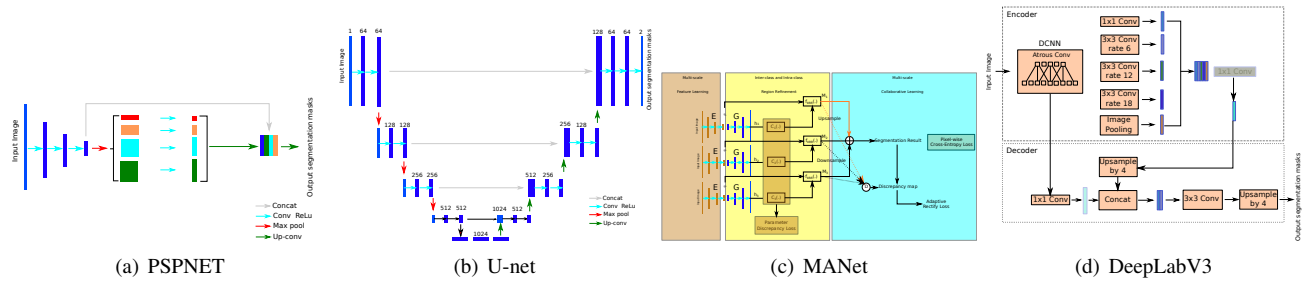 Input Image
Output segmentation masks
Concat
Conv ReLu
Max pool
Up-conv
(a) PSPNET
1 64 64
128 64 64 2
Input Image
Output segmentation masks
128 128
256 128
256 256
512 256
512 512
1024 512
1024
Concat
Conv ReLu
Max pool
Up-conv
(b) U-net
Multi-scale
Feature Learning
Inter-class and Intra-class
Region Refinement
Multi-scale
Collaborative Learning
E G
E G
E G
Upsample
Downsample
Segmentation Result
Pixel-wise
Cross-Entropy Loss
Discrepancy map
Adaptive
Rectify Loss
Parameter
Discrepancy Loss
(c) MANet
Encoder
Input Image
DCNN
Atrous Conv
1x1 Conv
3x3 Conv
rate 6
3x3 Conv
rate 12
3x3 Conv
rate 18
Image
Pooling
1x1 Conv
Decoder
Upsample
by 4
1x1 Conv
Concat
3x3 Conv
Upsample
by 4
Output segmentation masks
(d) DeepLabV3